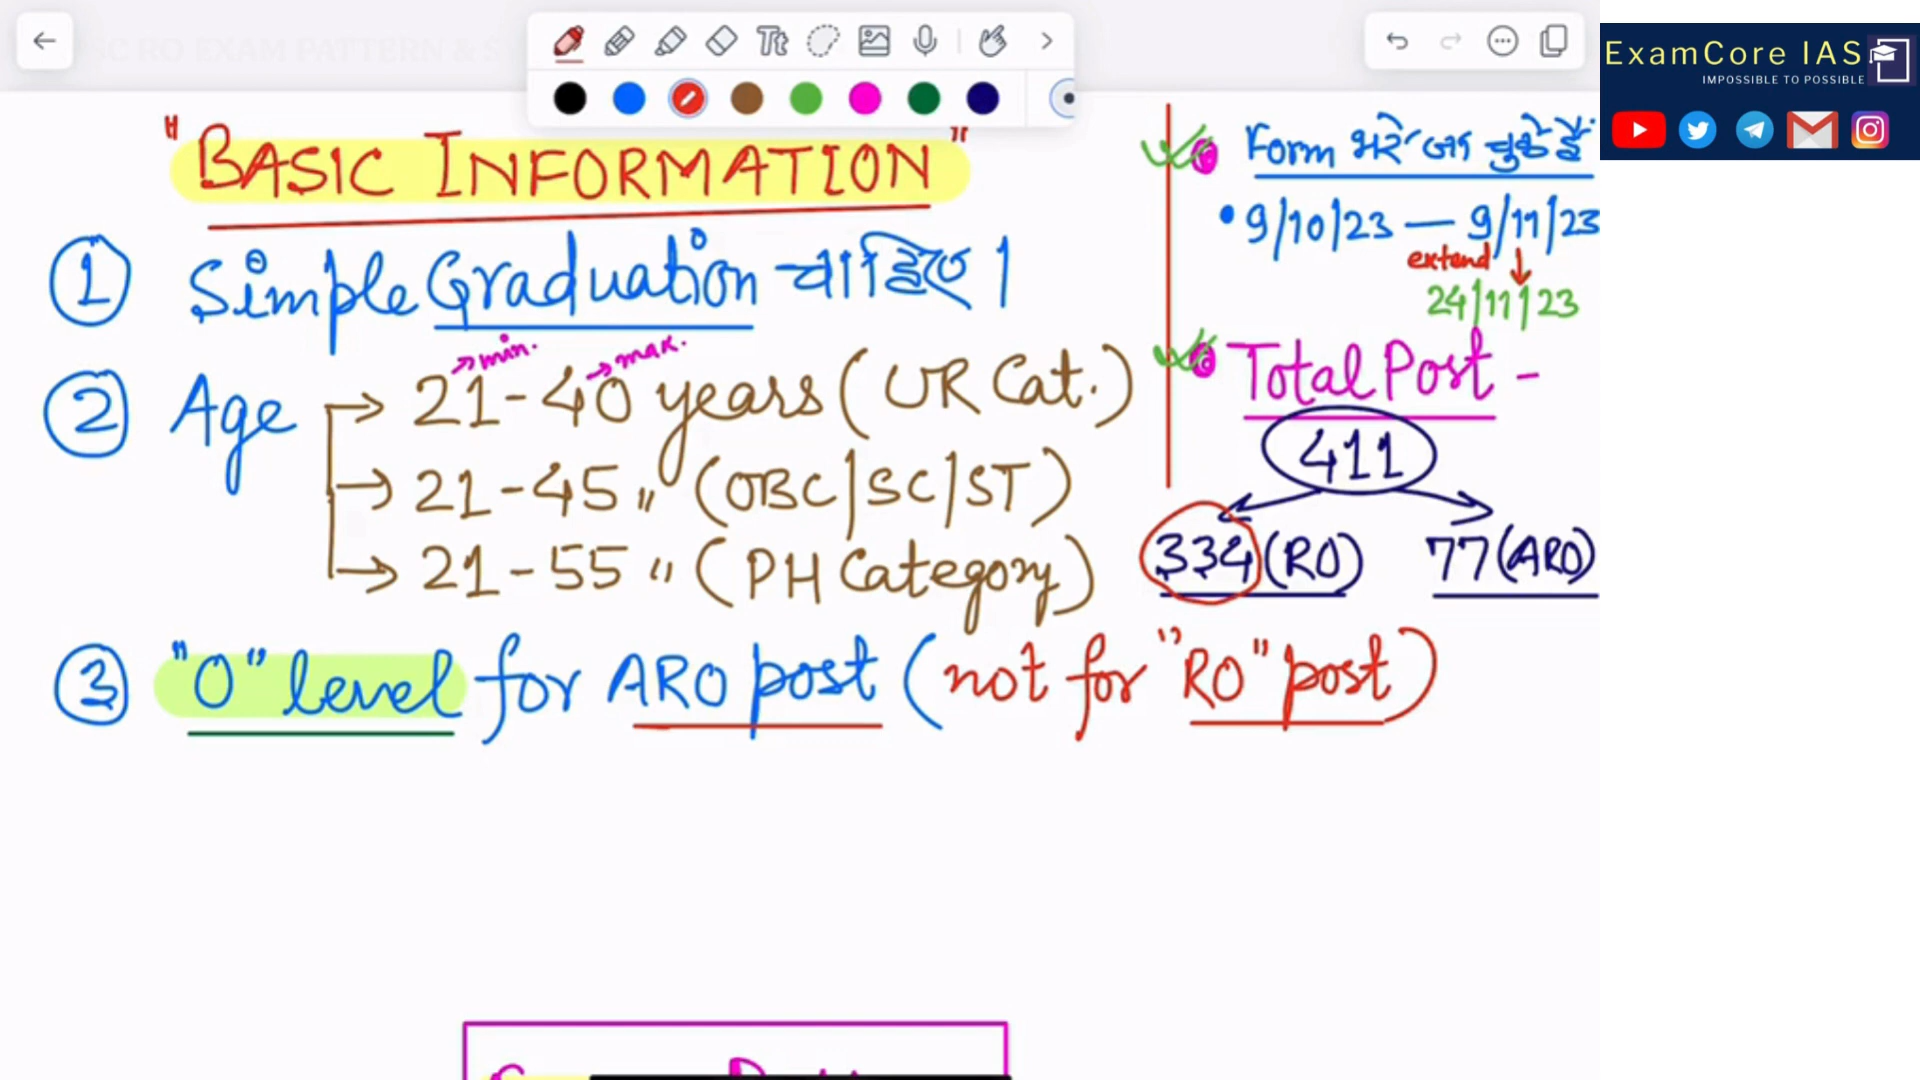 "BASIC INFORMATION"
① Simple Graduation चाहिए।
② Age → 21-40 years (UR Cat.)
→ min. → max.
→ 21-45 " (OBC/SC/ST)
→ 21-55 " (PH Category)
③ "O" level for ARO post (not for "RO" post)
Form भरे जा चुके हैं.
• 9/10/23 — 9/11/23
extend ↓
24/11/23
Total Post -
411
334 (RO) 77 (ARO)
Tt
ExamCore IAS
IMPOSSIBLE TO POSSIBLE